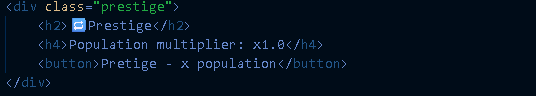 <div class="prestige">
<h2>🔁Prestige</h2>
<h4>Population multiplier: x1.0</h4>
<button>Pretige - x population</button>
</div>